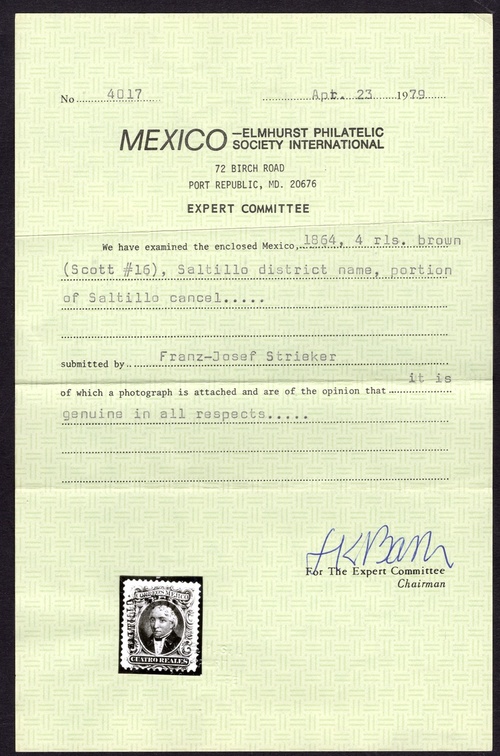 No 4017 Apr. 23 1979
MEXICO —ELMHURST PHILATELIC
SOCIETY INTERNATIONAL
72 BIRCH ROAD
PORT REPUBLIC, MD. 20676
EXPERT COMMITTEE
We have examined the enclosed Mexico, 1864, 4 rls. brown
(Scott #16), Saltillo district name, portion
of Saltillo cancel.....
submitted by Franz-Josef Strieker
of which a photograph is attached and are of the opinion that it is
genuine in all respects.....
For The Expert Committee
Chairman
CORREOS MEXICO
SALTILLO
CUATRO REALES